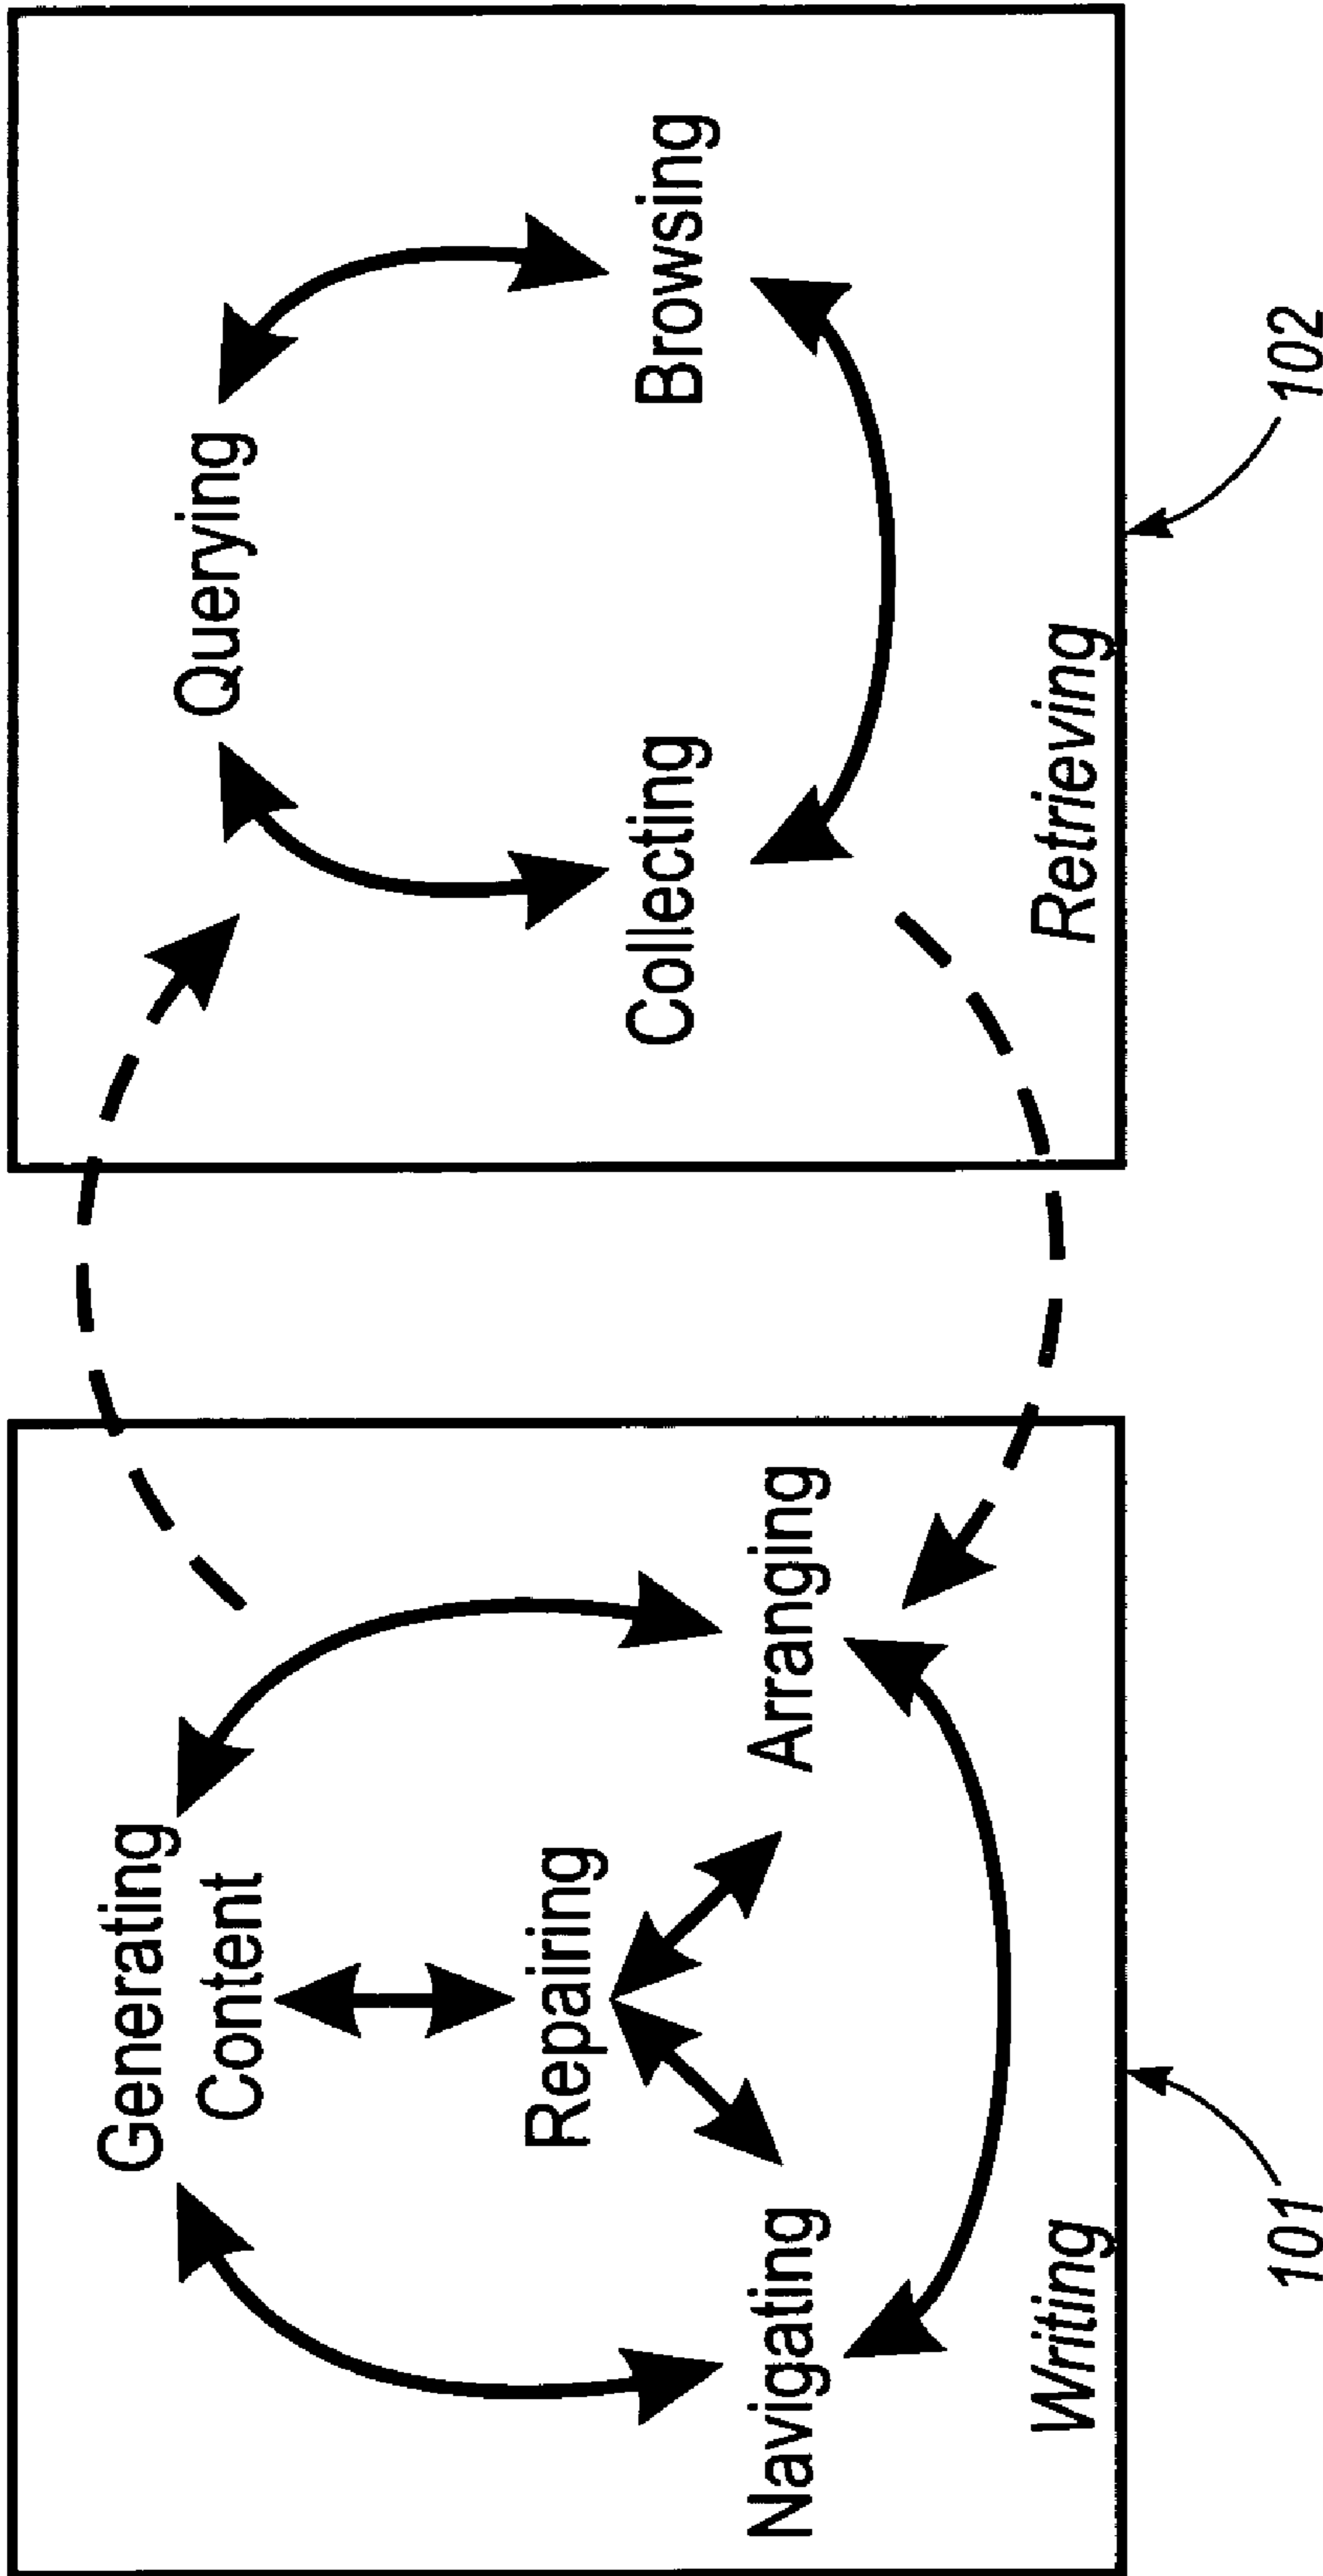 Generating
Content
Repairing
Navigating
Arranging
Writing
101
Querying
Collecting
Browsing
Retrieving
102